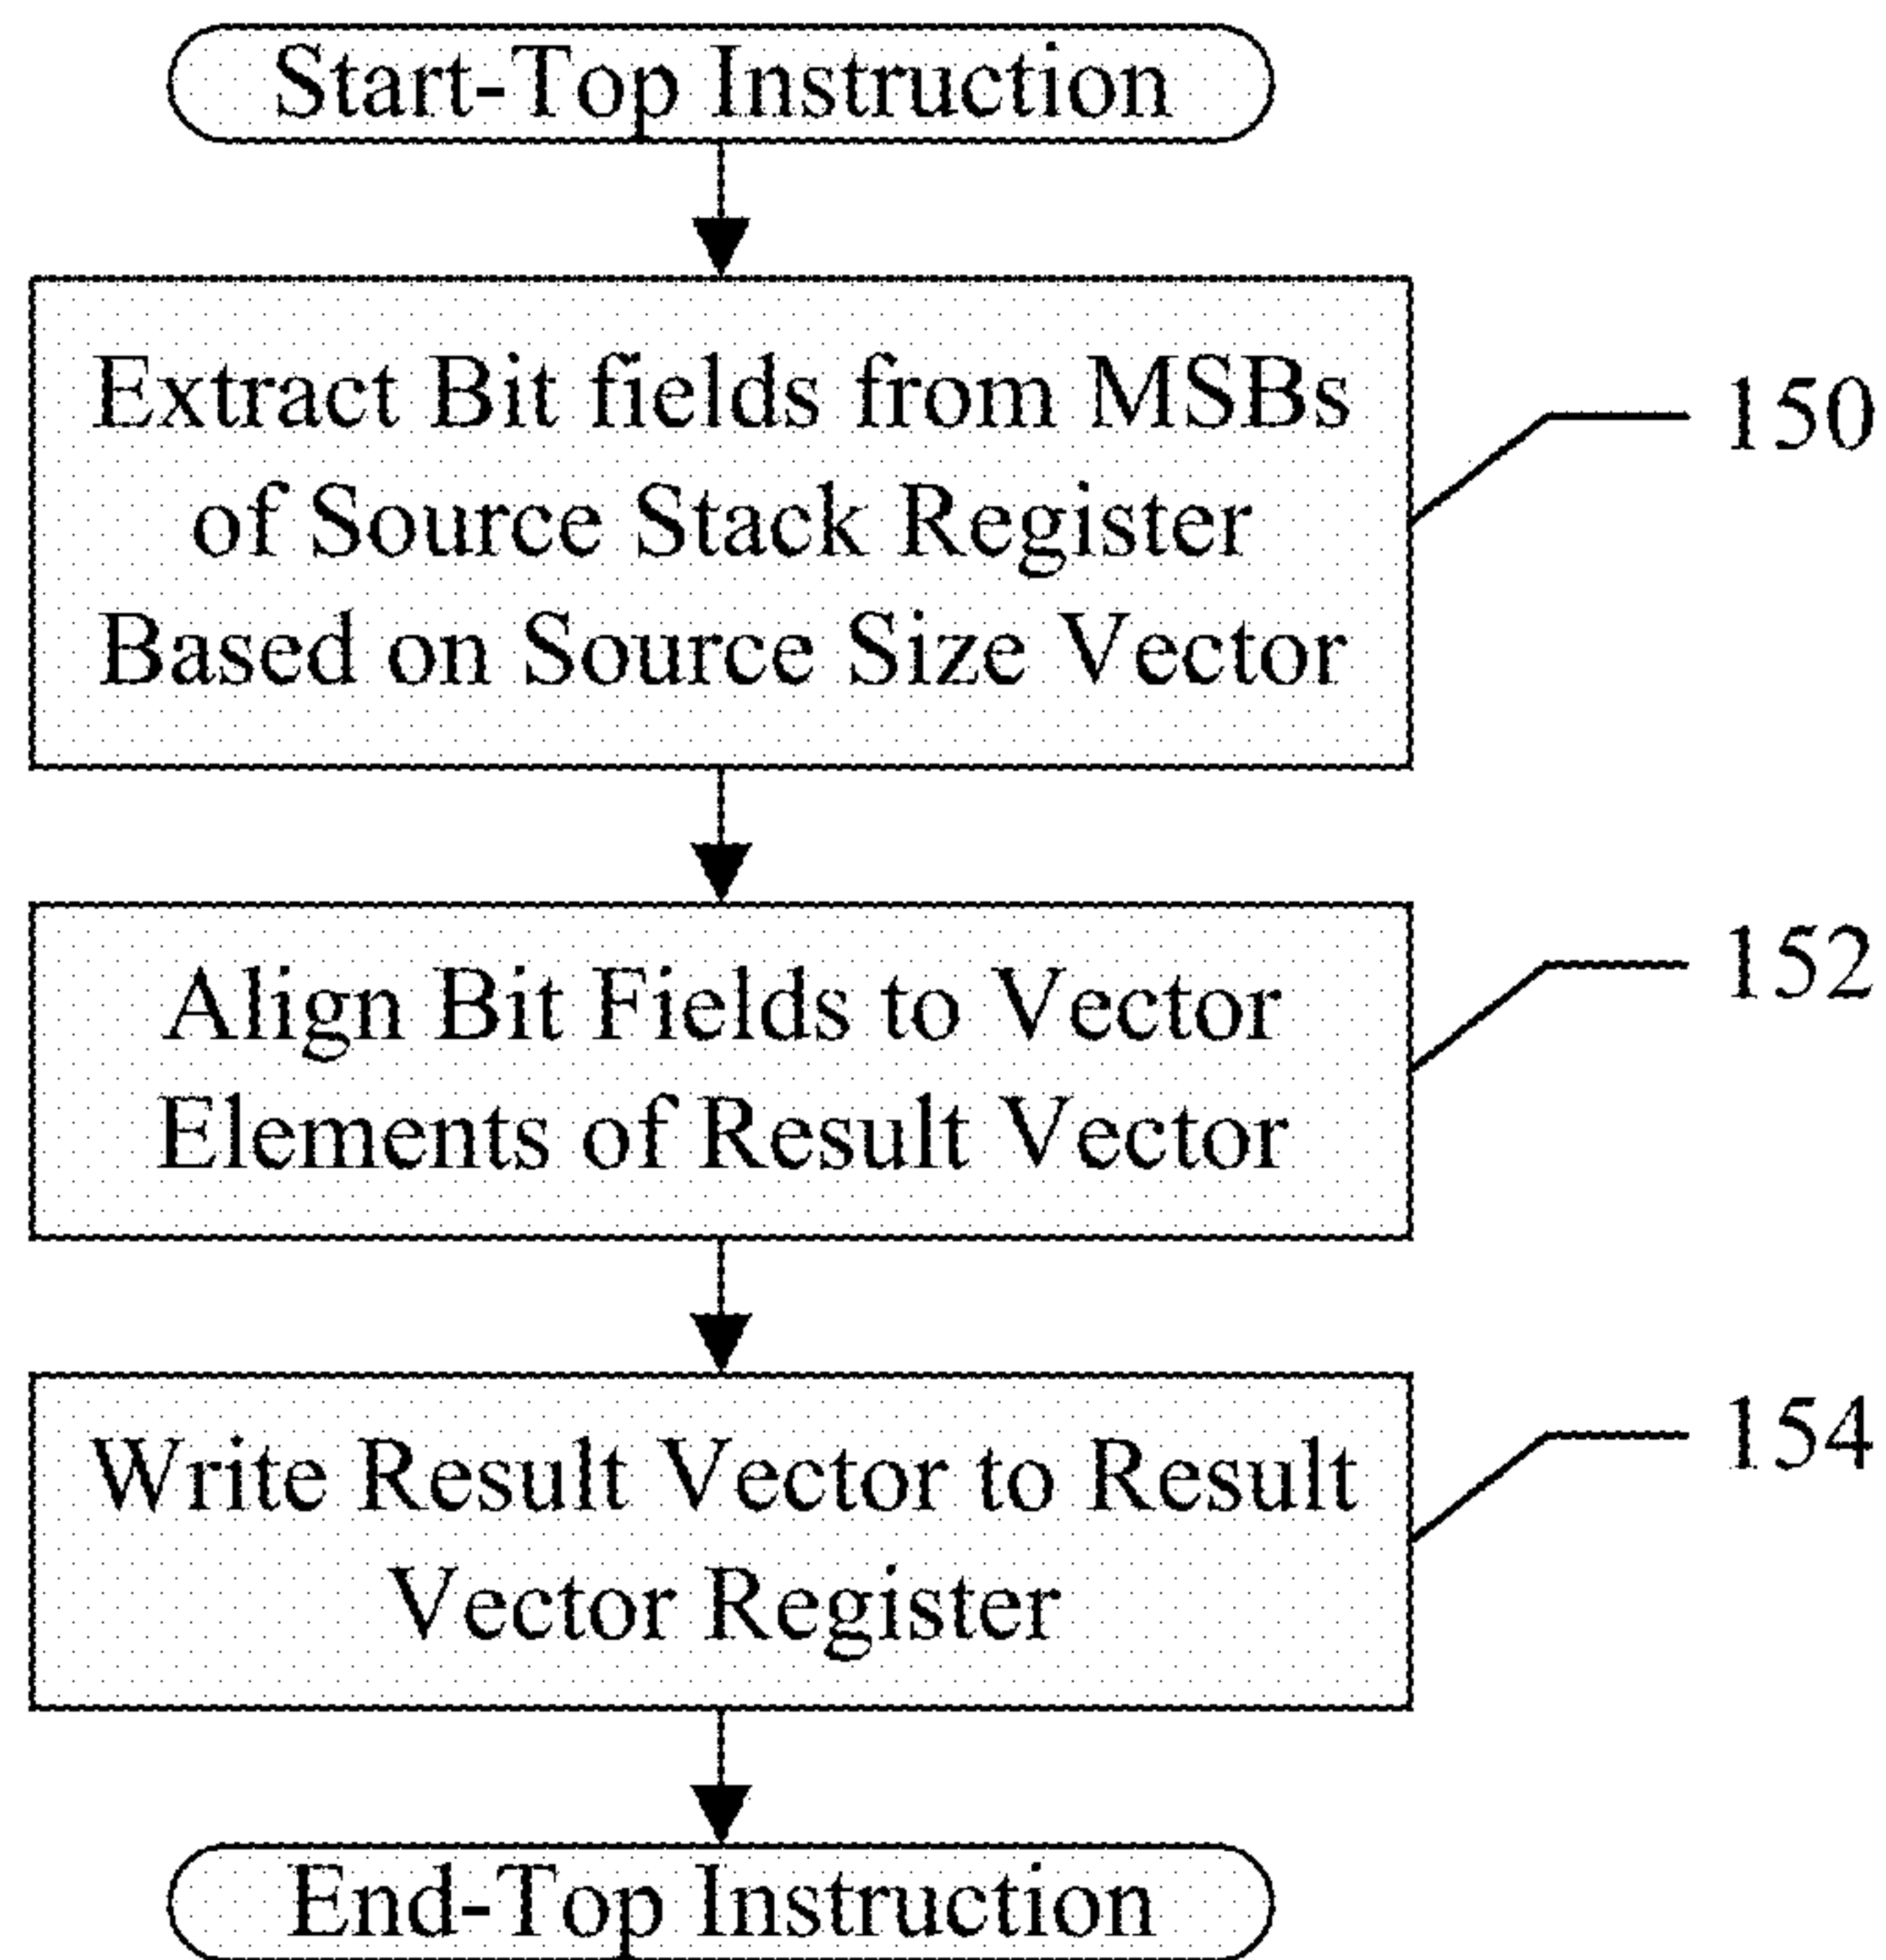 Start-Top Instruction
Extract Bit fields from MSBs
of Source Stack Register
Based on Source Size Vector
150
Align Bit Fields to Vector
Elements of Result Vector
152
Write Result Vector to Result
Vector Register
154
End-Top Instruction